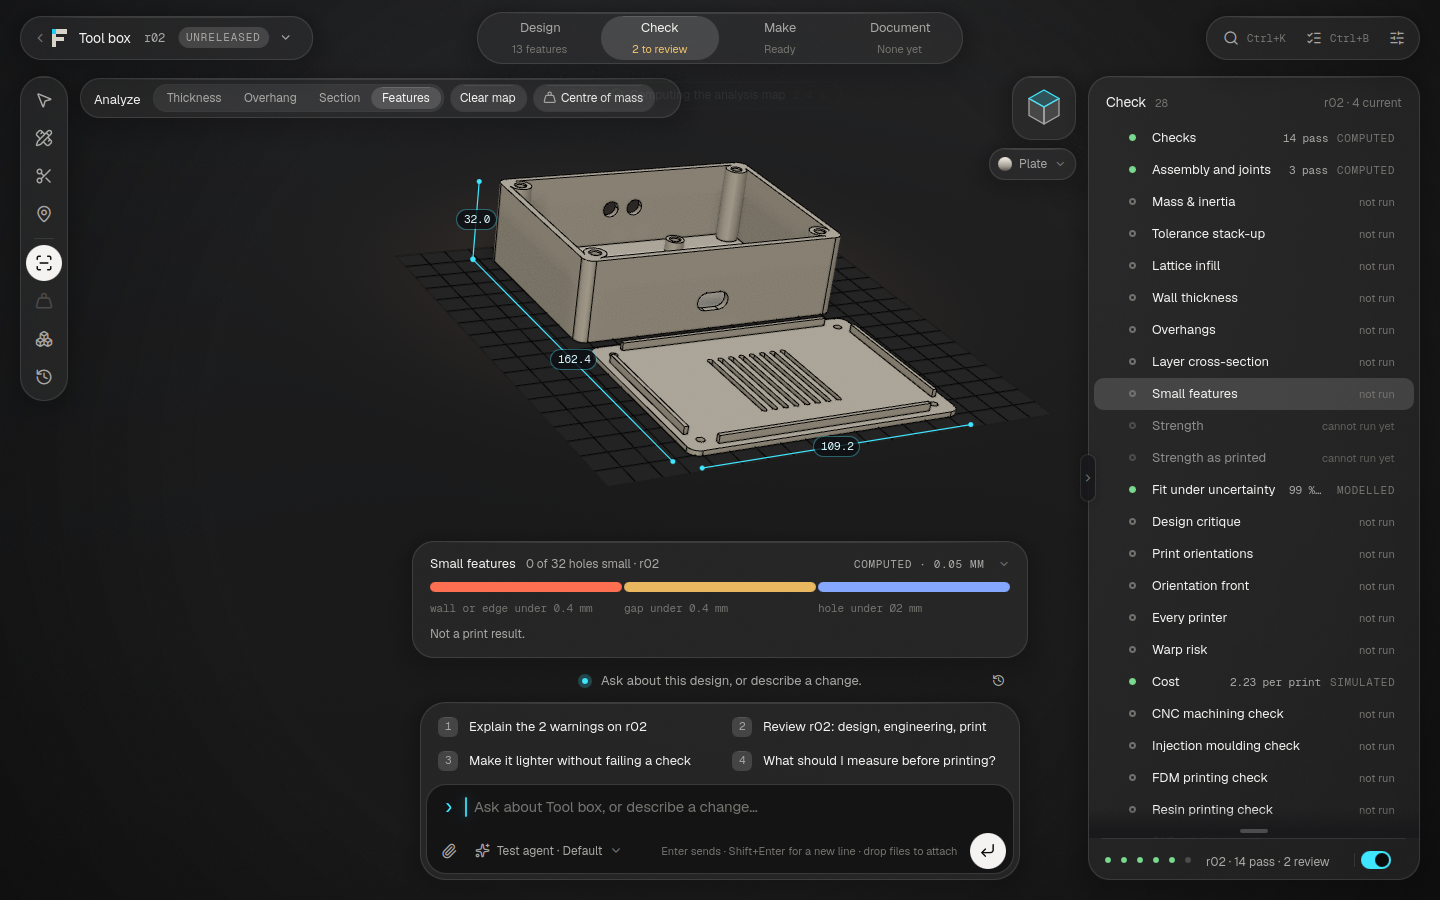 Tool box r02 UNRELEASED
Design
13 features
Check
2 to review
Make
Ready
Document
None yet
Ctrl+K
Ctrl+B
Analyze
Thickness
Overhang
Section
Features
Clear map
Centre of mass
puting the analysis map
Plate
32.0
162.4
109.2
Small features 0 of 32 holes small · r02
COMPUTED · 0.05 MM
wall or edge under 0.4 mm
gap under 0.4 mm
hole under Ø2 mm
Not a print result.
Ask about this design, or describe a change.
1 Explain the 2 warnings on r02
2 Review r02: design, engineering, print
3 Make it lighter without failing a check
4 What should I measure before printing?
Ask about Tool box, or describe a change...
Test agent · Default
Enter sends · Shift+Enter for a new line · drop files to attach
Check 28
r02 · 4 current
Checks 14 pass COMPUTED
Assembly and joints 3 pass COMPUTED
Mass & inertia not run
Tolerance stack-up not run
Lattice infill not run
Wall thickness not run
Overhangs not run
Layer cross-section not run
Small features not run
Strength cannot run yet
Strength as printed cannot run yet
Fit under uncertainty 99 %… MODELLED
Design critique not run
Print orientations not run
Orientation front not run
Every printer not run
Warp risk not run
Cost 2.23 per print SIMULATED
CNC machining check not run
Injection moulding check not run
FDM printing check not run
Resin printing check not run
r02 · 14 pass · 2 review